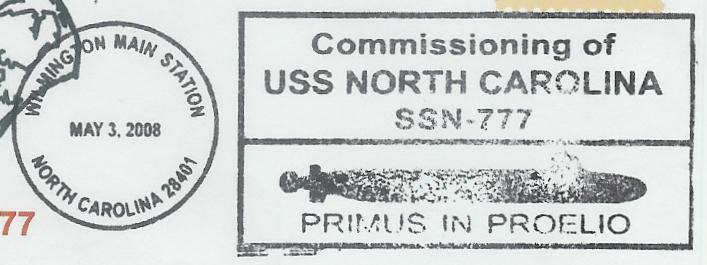 WILMINGTON MAIN STATION
MAY 3, 2008
NORTH CAROLINA 28401
77
Commissioning of
USS NORTH CAROLINA
SSN-777
PRIMUS IN PROELIO